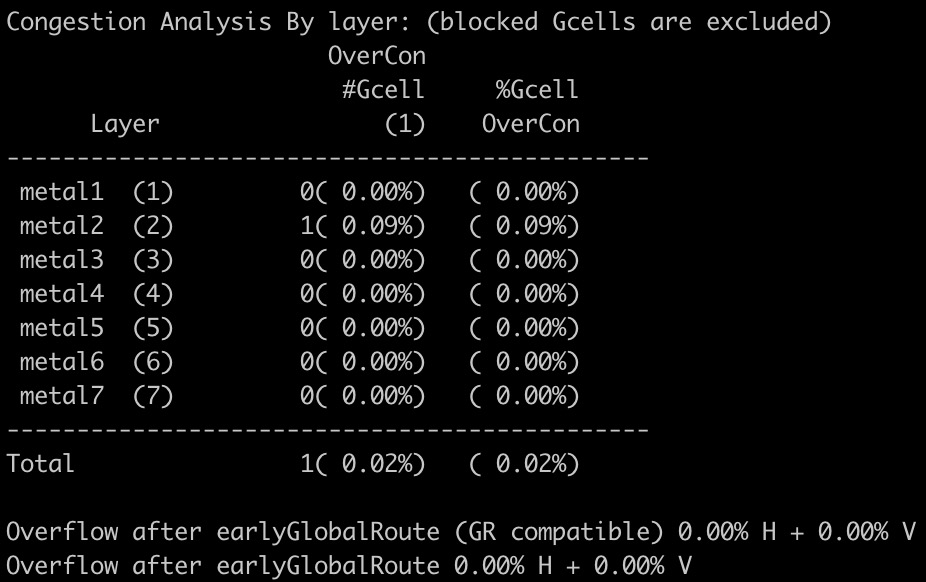 Congestion Analysis By layer: (blocked Gcells are excluded)
                       OverCon
                        #Gcell     %Gcell
      Layer                (1)    OverCon
----------------------------------------------
 metal1  (1)         0( 0.00%)   ( 0.00%)
 metal2  (2)         1( 0.09%)   ( 0.09%)
 metal3  (3)         0( 0.00%)   ( 0.00%)
 metal4  (4)         0( 0.00%)   ( 0.00%)
 metal5  (5)         0( 0.00%)   ( 0.00%)
 metal6  (6)         0( 0.00%)   ( 0.00%)
 metal7  (7)         0( 0.00%)   ( 0.00%)
----------------------------------------------
Total                1( 0.02%)   ( 0.02%)

Overflow after earlyGlobalRoute (GR compatible) 0.00% H + 0.00% V
Overflow after earlyGlobalRoute 0.00% H + 0.00% V